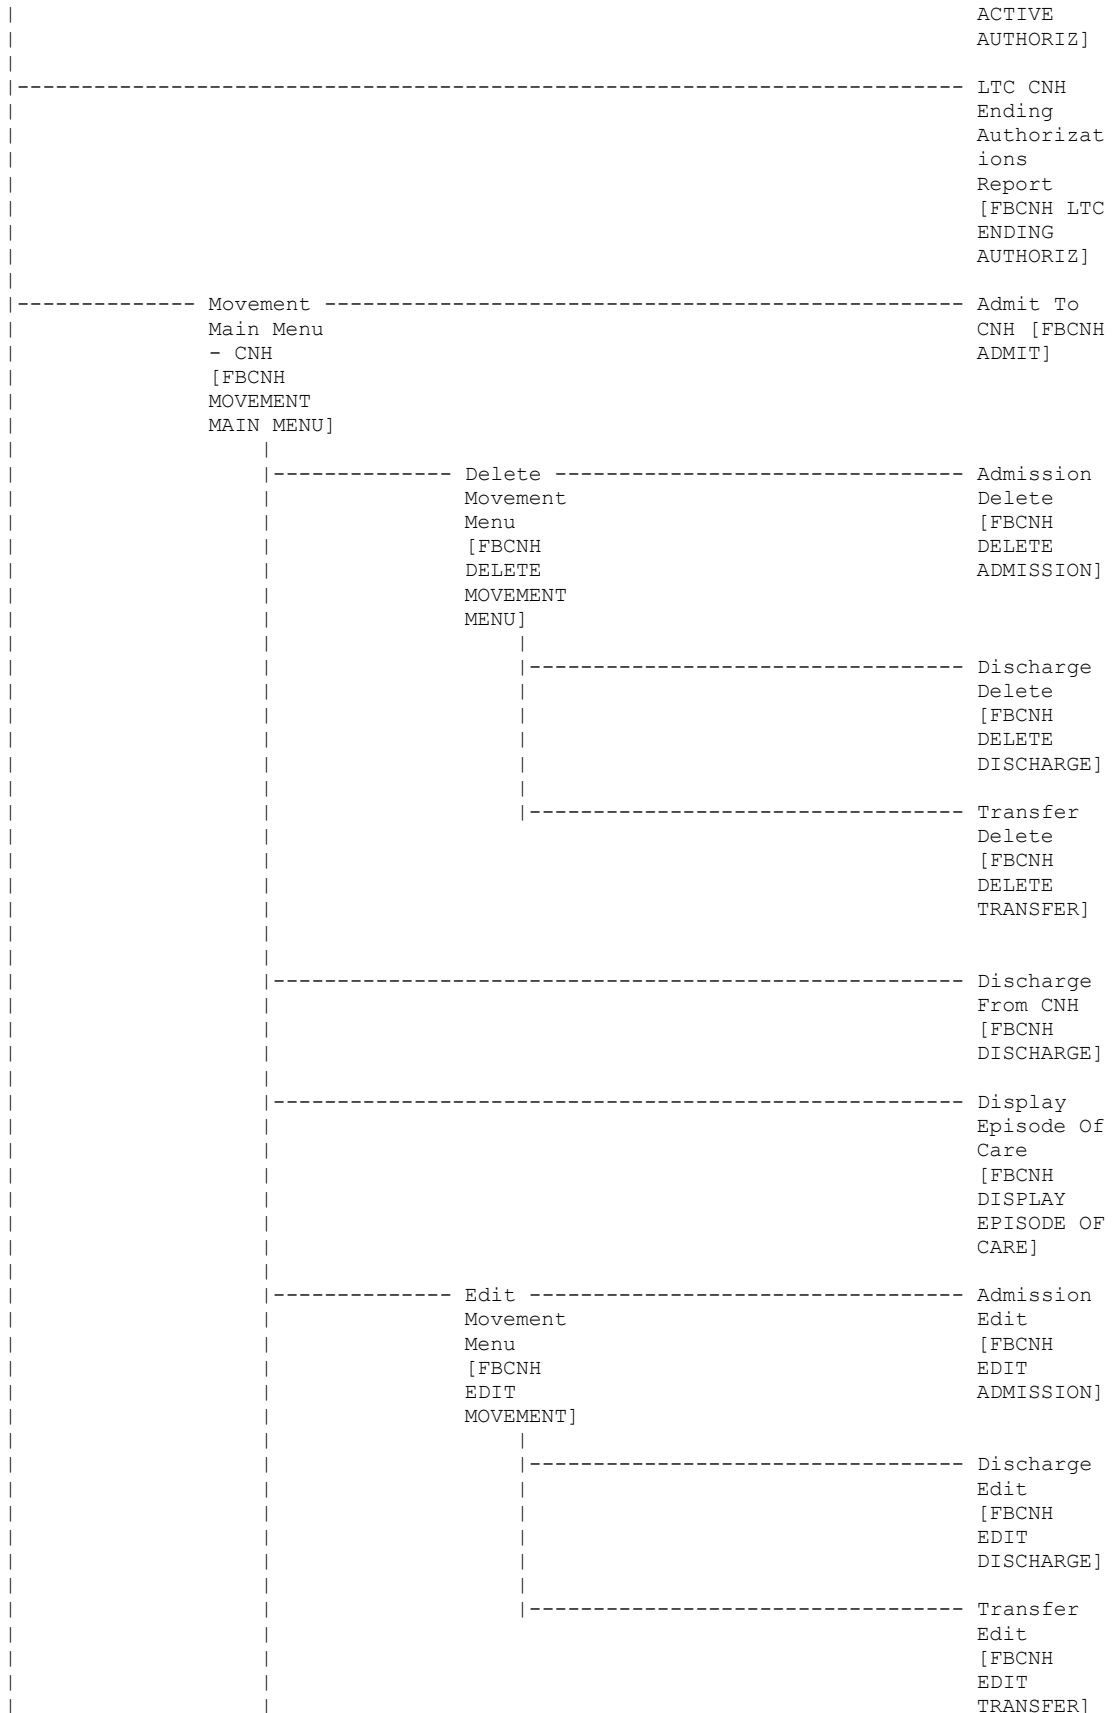 |                                                                          ACTIVE
|                                                                          AUTHORIZ]
|
|-------------------------------------------------------------------------- LTC CNH
|                                                                          Ending
|                                                                          Authorizat
|                                                                          ions
|                                                                          Report
|                                                                          [FBCNH LTC
|                                                                          ENDING
|                                                                          AUTHORIZ]
|
|-------------- Movement -------------------------------------------------- Admit To
|              Main Menu                                                   CNH [FBCNH
|              - CNH                                                       ADMIT]
|              [FBCNH
|              MOVEMENT
|              MAIN MENU]
|                   |
|                   |-------------- Delete -------------------------------- Admission
|                   |              Movement                                Delete
|                   |              Menu                                    [FBCNH
|                   |              [FBCNH                                  DELETE
|                   |              DELETE                                  ADMISSION]
|                   |              MOVEMENT
|                   |              MENU]
|                   |                   |
|                   |                   |---------------------------------- Discharge
|                   |                   |                                  Delete
|                   |                   |                                  [FBCNH
|                   |                   |                                  DELETE
|                   |                   |                                  DISCHARGE]
|                   |                   |
|                   |                   |---------------------------------- Transfer
|                   |                                                      Delete
|                   |                                                      [FBCNH
|                   |                                                      DELETE
|                   |                                                      TRANSFER]
|                   |
|                   |
|                   |------------------------------------------------------ Discharge
|                   |                                                      From CNH
|                   |                                                      [FBCNH
|                   |                                                      DISCHARGE]
|                   |
|                   |------------------------------------------------------ Display
|                   |                                                      Episode Of
|                   |                                                      Care
|                   |                                                      [FBCNH
|                   |                                                      DISPLAY
|                   |                                                      EPISODE OF
|                   |                                                      CARE]
|                   |
|                   |-------------- Edit ---------------------------------- Admission
|                   |              Movement                                Edit
|                   |              Menu                                    [FBCNH
|                   |              [FBCNH                                  EDIT
|                   |              EDIT                                    ADMISSION]
|                   |              MOVEMENT]
|                   |                   |
|                   |                   |---------------------------------- Discharge
|                   |                   |                                  Edit
|                   |                   |                                  [FBCNH
|                   |                   |                                  EDIT
|                   |                   |                                  DISCHARGE]
|                   |                   |
|                   |                   |---------------------------------- Transfer
|                   |                                                      Edit
|                   |                                                      [FBCNH
|                   |                                                      EDIT
|                   |                                                      TRANSFER]